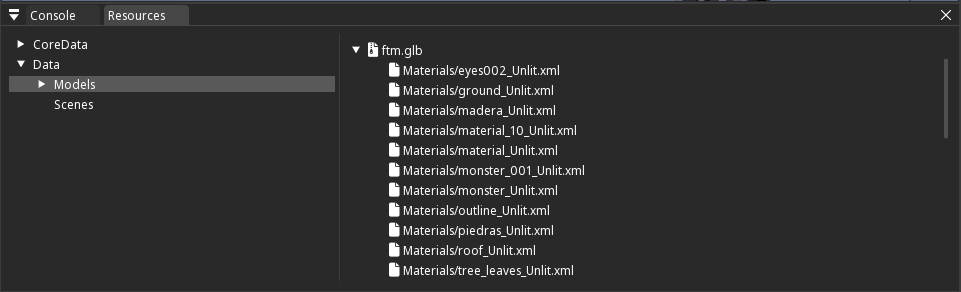 Console
Resources
CoreData
Data
Models
Scenes
ftm.glb
Materials/eyes002_Unlit.xml
Materials/ground_Unlit.xml
Materials/madera_Unlit.xml
Materials/material_10_Unlit.xml
Materials/material_Unlit.xml
Materials/monster_001_Unlit.xml
Materials/monster_Unlit.xml
Materials/outline_Unlit.xml
Materials/piedras_Unlit.xml
Materials/roof_Unlit.xml
Materials/tree_leaves_Unlit.xml